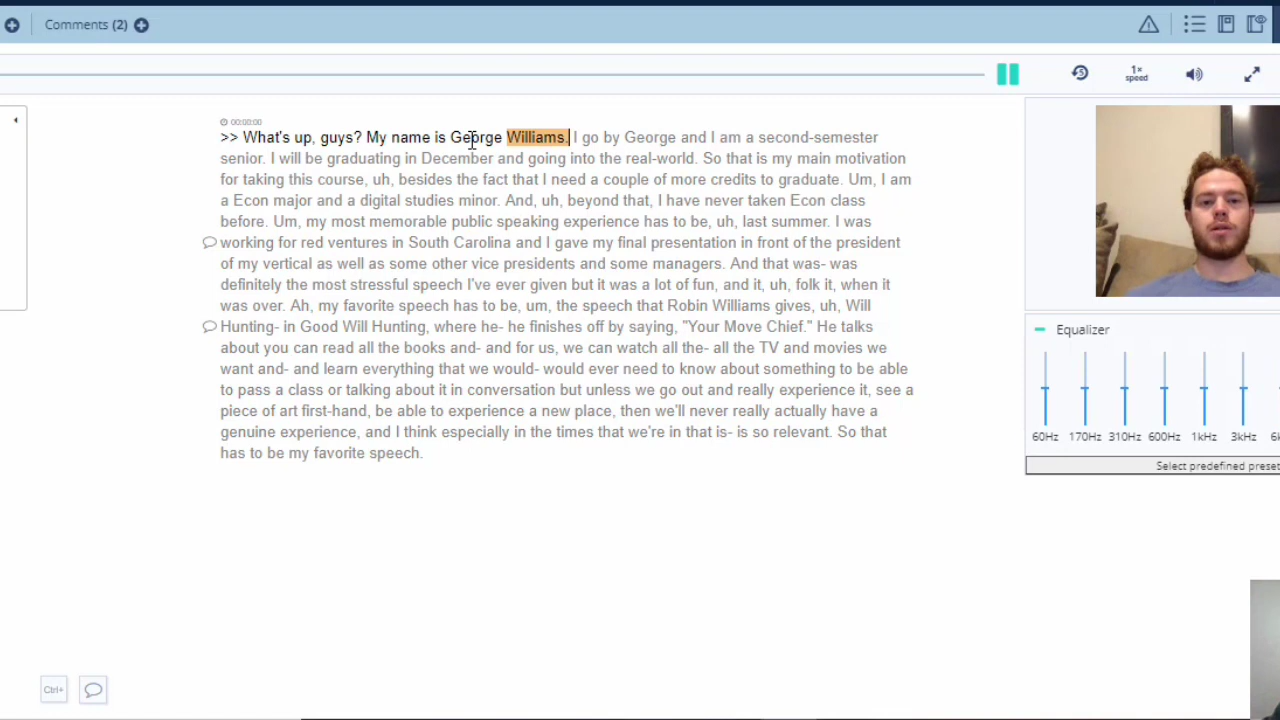 Comments (2)
5
1×
speed
00:00:00
>> What's up, guys? My name is George Williams. I go by George and I am a second-semester
senior. I will be graduating in December and going into the real-world. So that is my main motivation
for taking this course, uh, besides the fact that I need a couple of more credits to graduate. Um, I am
a Econ major and a digital studies minor. And, uh, beyond that, I have never taken Econ class
before. Um, my most memorable public speaking experience has to be, uh, last summer. I was
working for red ventures in South Carolina and I gave my final presentation in front of the president
of my vertical as well as some other vice presidents and some managers. And that was- was
definitely the most stressful speech I've ever given but it was a lot of fun, and it, uh, folk it, when it
was over. Ah, my favorite speech has to be, um, the speech that Robin Williams gives, uh, Will
Hunting- in Good Will Hunting, where he- he finishes off by saying, "Your Move Chief." He talks
about you can read all the books and- and for us, we can watch all the- all the TV and movies we
want and- and learn everything that we would- would ever need to know about something to be able
to pass a class or talking about it in conversation but unless we go out and really experience it, see a
piece of art first-hand, be able to experience a new place, then we'll never really actually have a
genuine experience, and I think especially in the times that we're in that is- is so relevant. So that
has to be my favorite speech.
Equalizer
60Hz 170Hz 310Hz 600Hz 1kHz 3kHz
Select predefined preset
Ctrl+